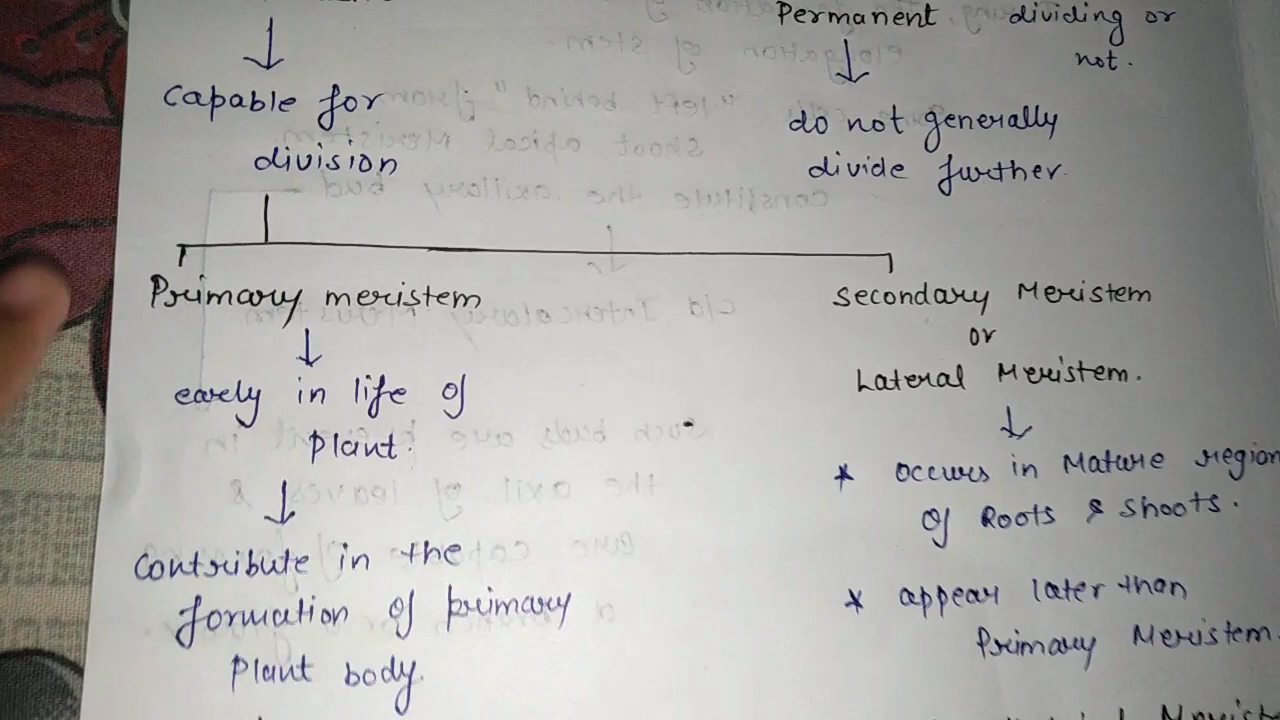 Permanent dividing or
not.
Capable for
division
do not generally
divide further.
Primary meristem
early in life of
plant.
Contribute in the
formation of primary
plant body.
Secondary Meristem
or
Lateral Meristem.
* occurs in Mature region
of Roots & shoots.
* appear later than
Primary Meristem.